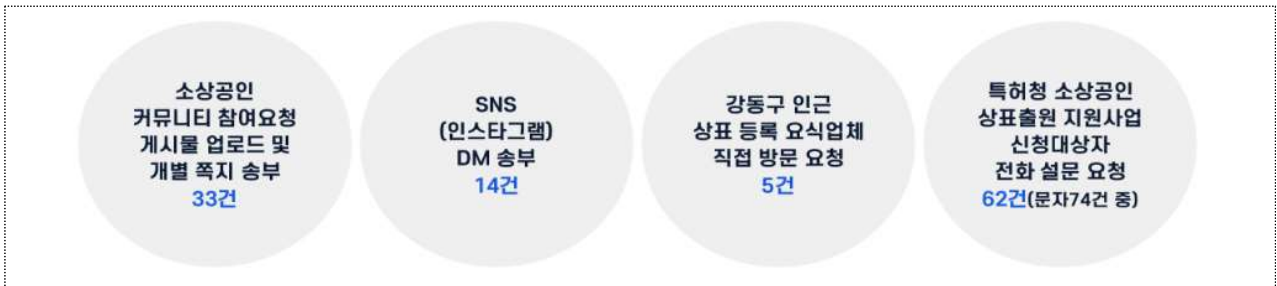 소상공인
커뮤니티 참여요청
게시물 업로드 및
개별 쪽지 송부
33건
SNS
(인스타그램)
DM 송부
14건
강동구 인근
상표 등록 요식업체
직접 방문 요청
5건
특허청 소상공인
상표출원 지원사업
신청대상자
전화 설문 요청
62건(문자74건 중)